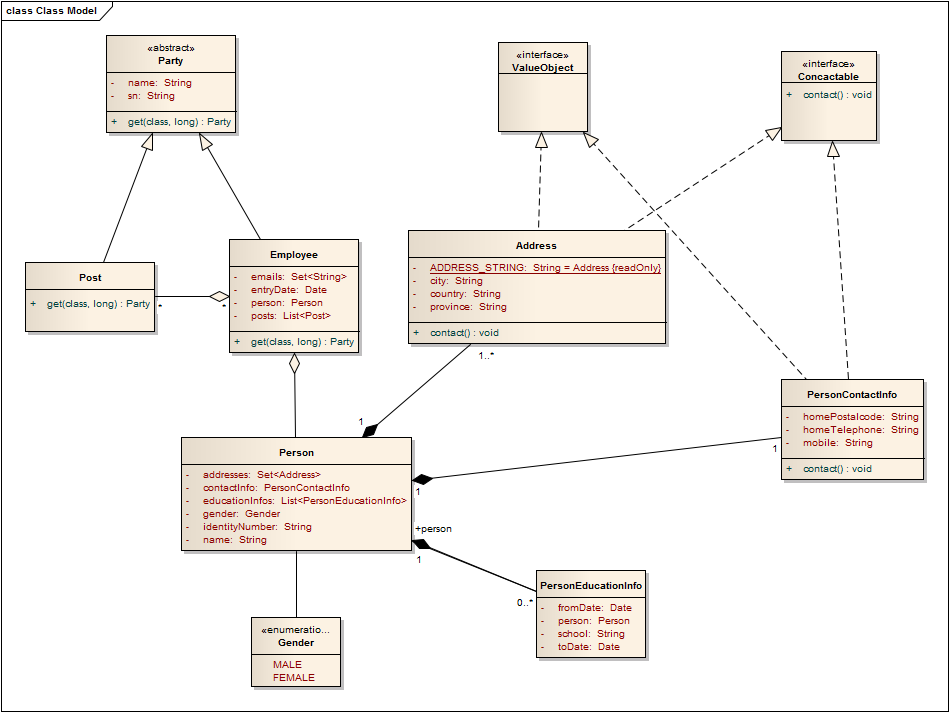 class Class Model
«abstract»
Party
- name: String
- sn: String
+ get(class, long) : Party
«interface»
ValueObject
«interface»
Concactable
+ contact() : void
Post
+ get(class, long) : Party
*
*
Employee
- emails: Set<String>
- entryDate: Date
- person: Person
- posts: List<Post>
+ get(class, long) : Party
Address
- ADDRESS_STRING: String = Address {readOnly}
- city: String
- country: String
- province: String
+ contact() : void
1..*
1
PersonContactInfo
- homePostalcode: String
- homeTelephone: String
- mobile: String
+ contact() : void
1
1
Person
- addresses: Set<Address>
- contactInfo: PersonContactInfo
- educationInfos: List<PersonEducationInfo>
- gender: Gender
- identityNumber: String
- name: String
+person
1
0..*
PersonEducationInfo
- fromDate: Date
- person: Person
- school: String
- toDate: Date
«enumeratio...
Gender
MALE
FEMALE